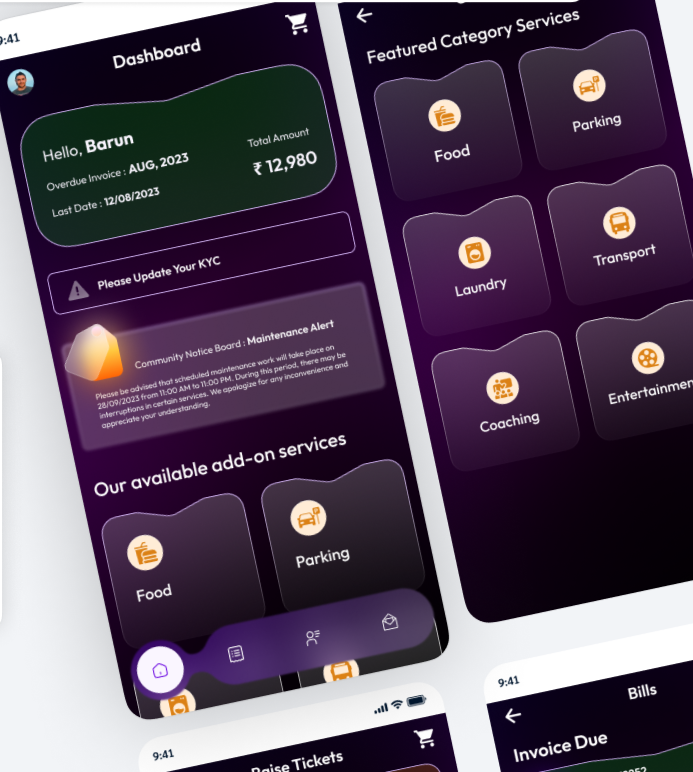 9:41
Dashboard
Hello, Barun
Overdue Invoice : AUG, 2023
Last Date : 12/08/2023
Total Amount
₹ 12,980
Please Update Your KYC
Community Notice Board : Maintenance Alert
Please be advised that scheduled maintenance work will take place on
28/09/2023 from 11:00 AM to 11:00 PM. During this period, there may be
interruptions in certain services. We apologize for any inconvenience and
appreciate your understanding.
Our available add-on services
Food
Parking
Featured Category Services
Food
Parking
Laundry
Transport
Coaching
Entertainmen
9:41
Raise Tickets
9:41
Bills
Invoice Due